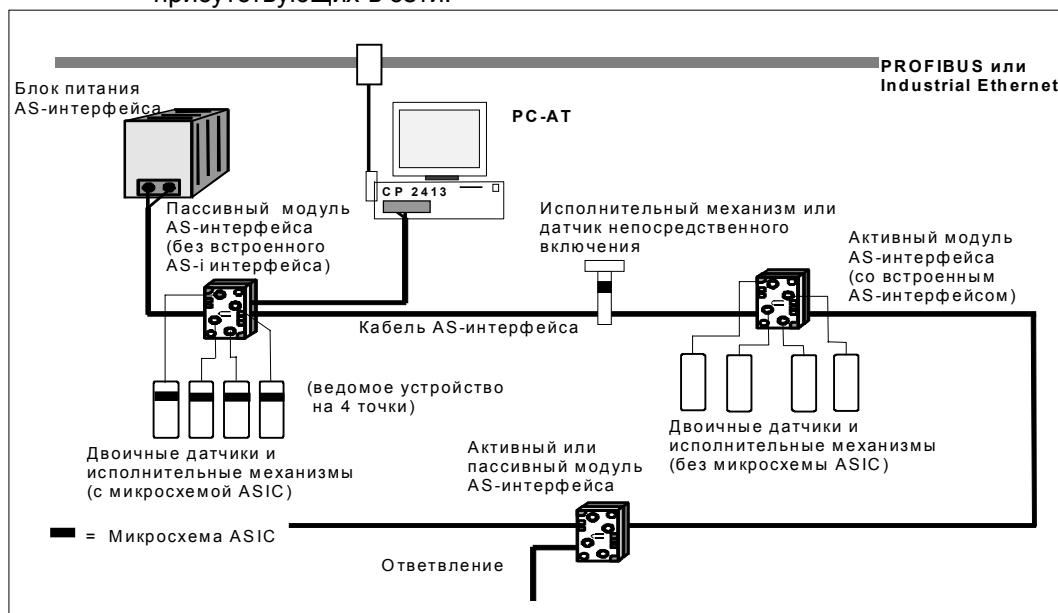 присутствующих в сети.
PROFIBUS или
Industrial Ethernet
Блок питания
AS-интерфейса
PC-AT
CP 2413
Пассивный модуль
AS-интерфейса
(без встроенного
AS-i интерфейса)
Исполнительный механизм или
датчик непосредственного
включения
Активный модуль
AS-интерфейса
(со встроенным
AS-интерфейсом)
Кабель AS-интерфейса
(ведомое устройство
на 4 точки)
Двоичные датчики и
исполнительные механизмы
(с микросхемой ASIC)
Двоичные датчики и
исполнительные механизмы
(без микросхемы ASIC)
Активный или
пассивный модуль
AS-интерфейса
= Микросхема ASIC
Ответвление